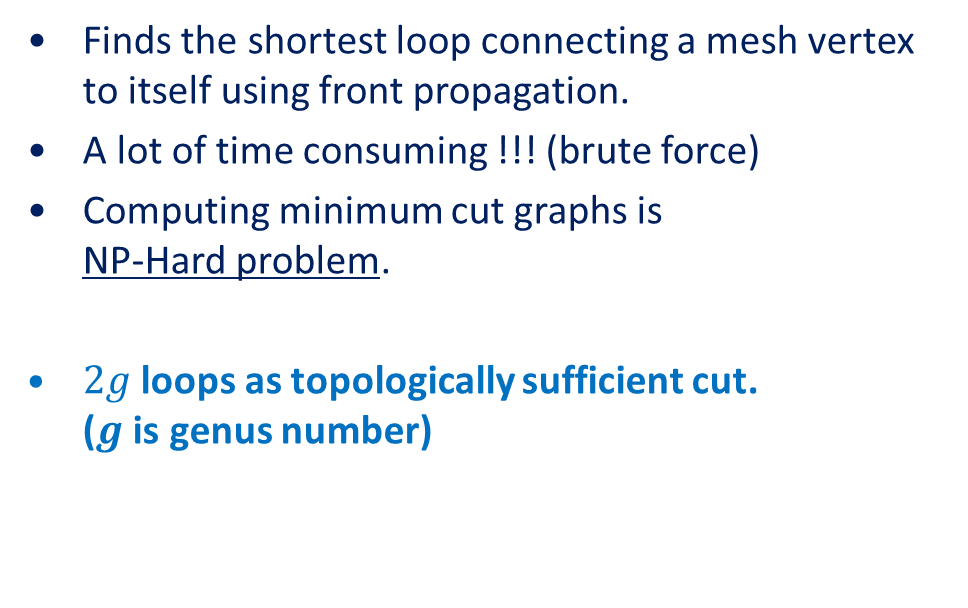 • Finds the shortest loop connecting a mesh vertex
to itself using front propagation.
• A lot of time consuming !!! (brute force)
• Computing minimum cut graphs is
NP-Hard problem.
• 2𝑔 loops as topologically sufficient cut.
(𝒈 is genus number)